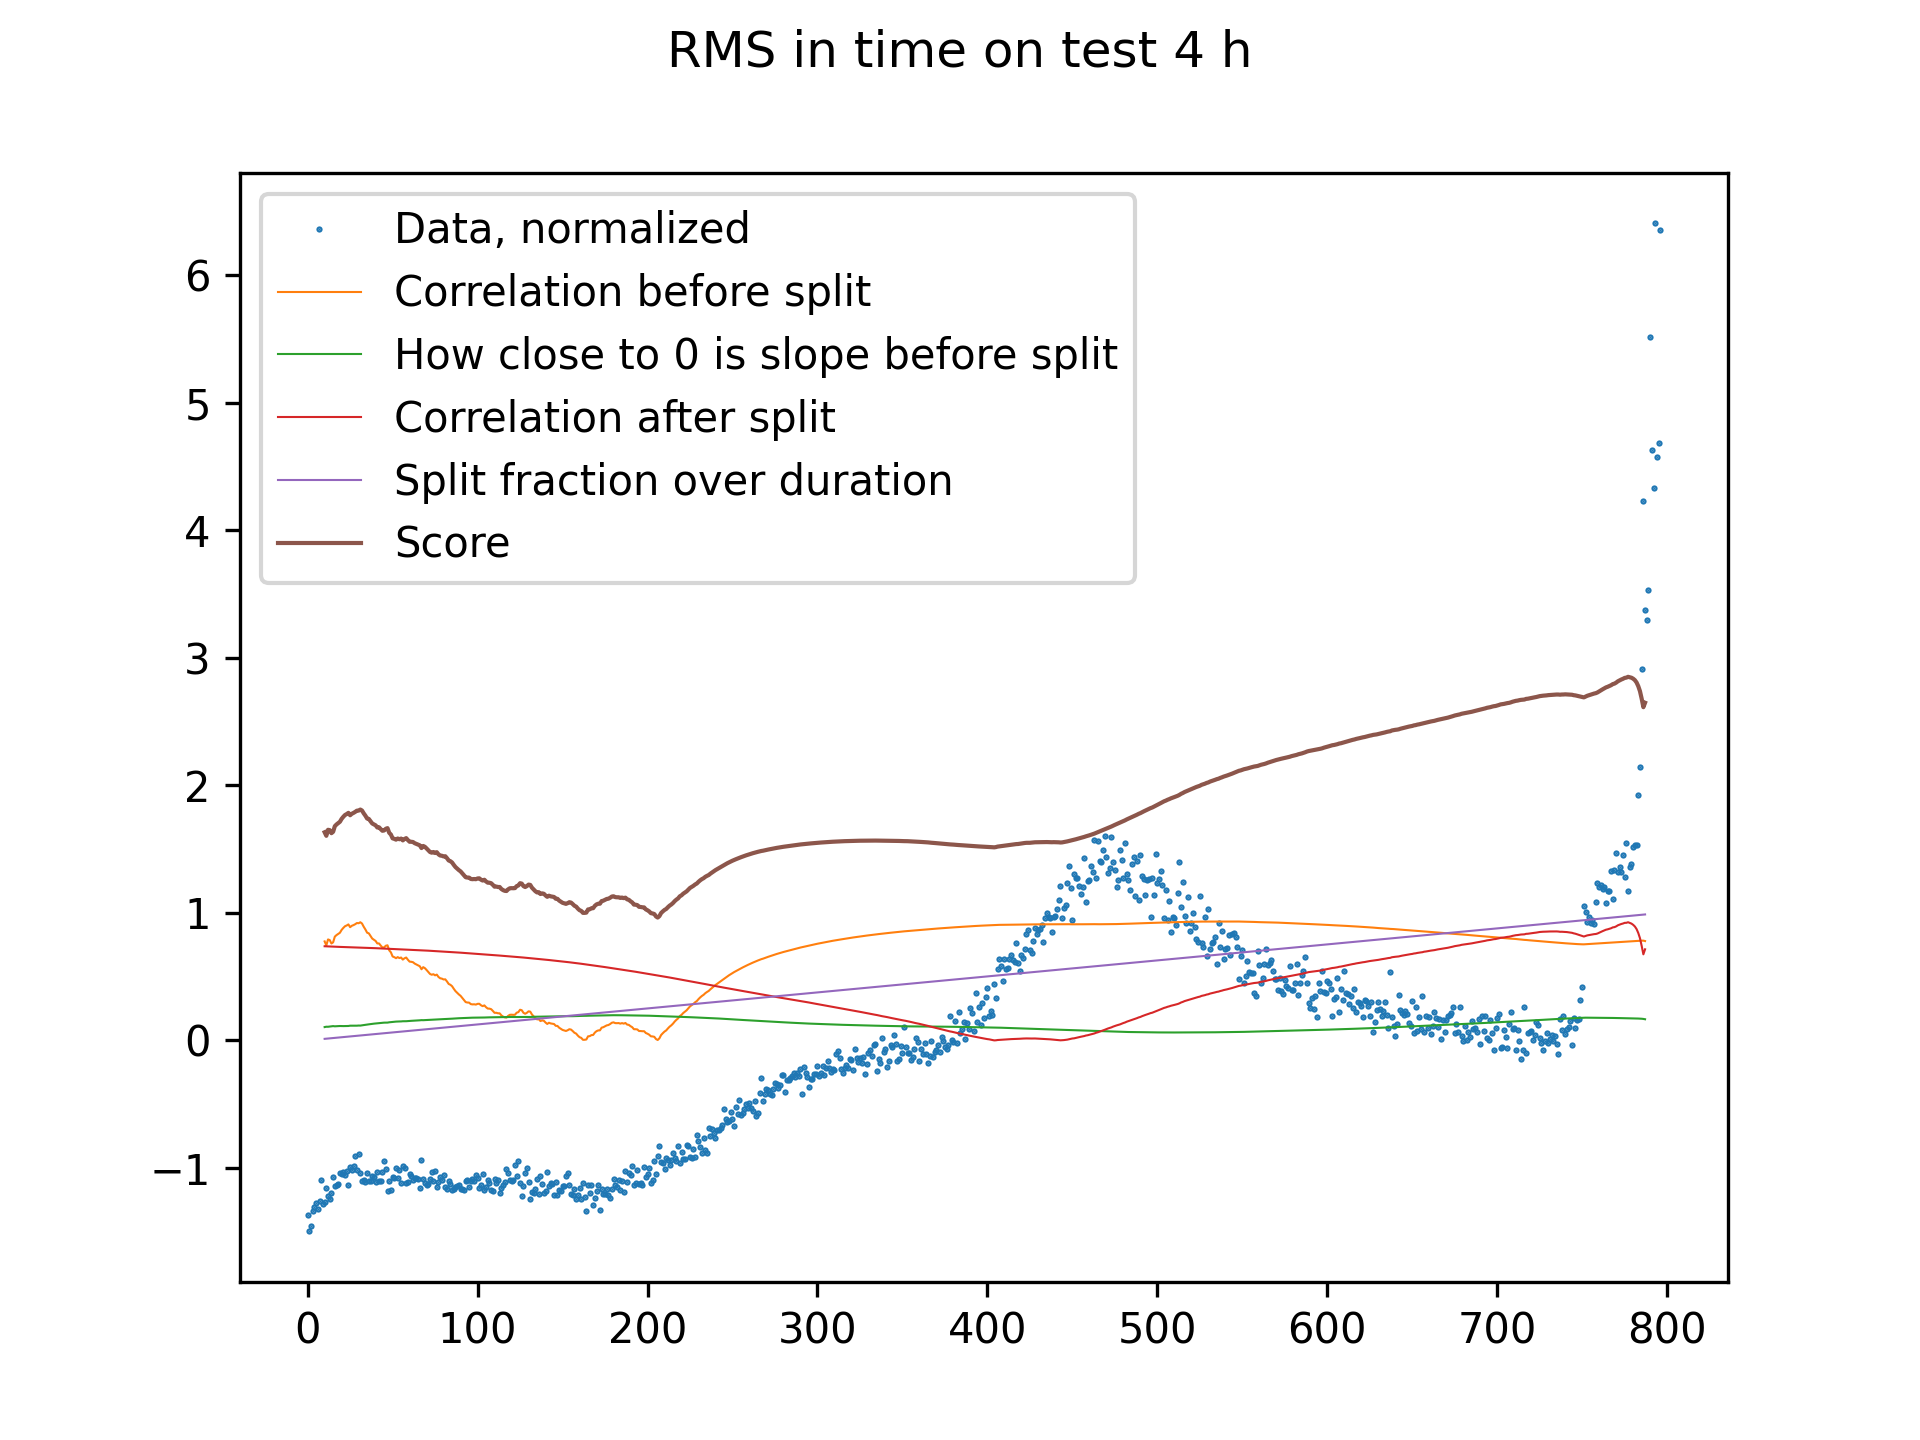 RMS in time on test 4 h
Data, normalized
Correlation before split
How close to 0 is slope before split
Correlation after split
Split fraction over duration
Score
6
5
4
3
2
1
0
−1
0 100 200 300 400 500 600 700 800